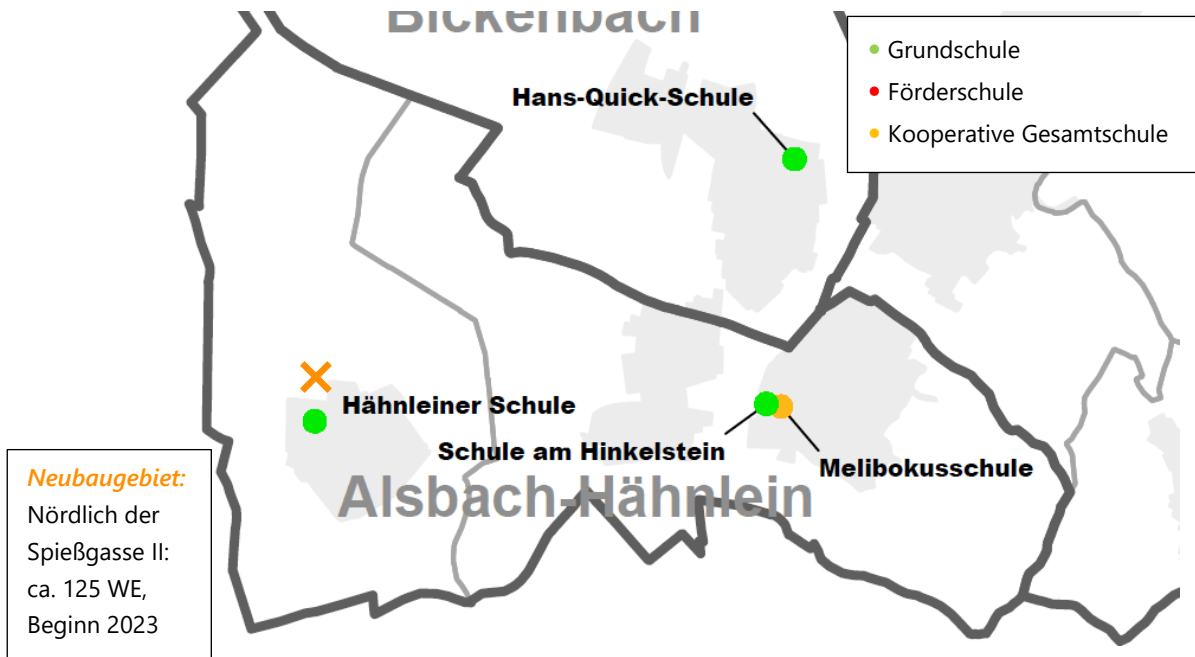 Bickenbach
Grundschule
Förderschule
Kooperative Gesamtschule
Hans-Quick-Schule
Hähnleiner Schule
Schule am Hinkelstein
Melibokusschule
Alsbach-Hähnlein
Neubaugebiet:
Nördlich der
Spießgasse II:
ca. 125 WE,
Beginn 2023